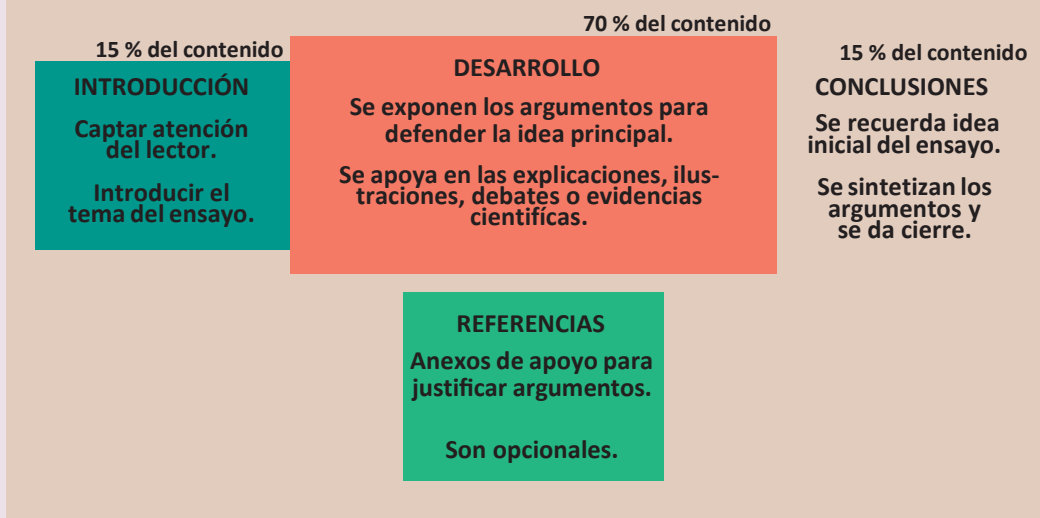 15 % del contenido
INTRODUCCIÓN
Captar atención
del lector.
Introducir el
tema del ensayo.
70 % del contenido
DESARROLLO
Se exponen los argumentos para
defender la idea principal.
Se apoya en las explicaciones, ilus-
traciones, debates o evidencias
científícas.
15 % del contenido
CONCLUSIONES
Se recuerda idea
inicial del ensayo.
Se sintetizan los
argumentos y
se da cierre.
REFERENCIAS
Anexos de apoyo para
justificar argumentos.
Son opcionales.